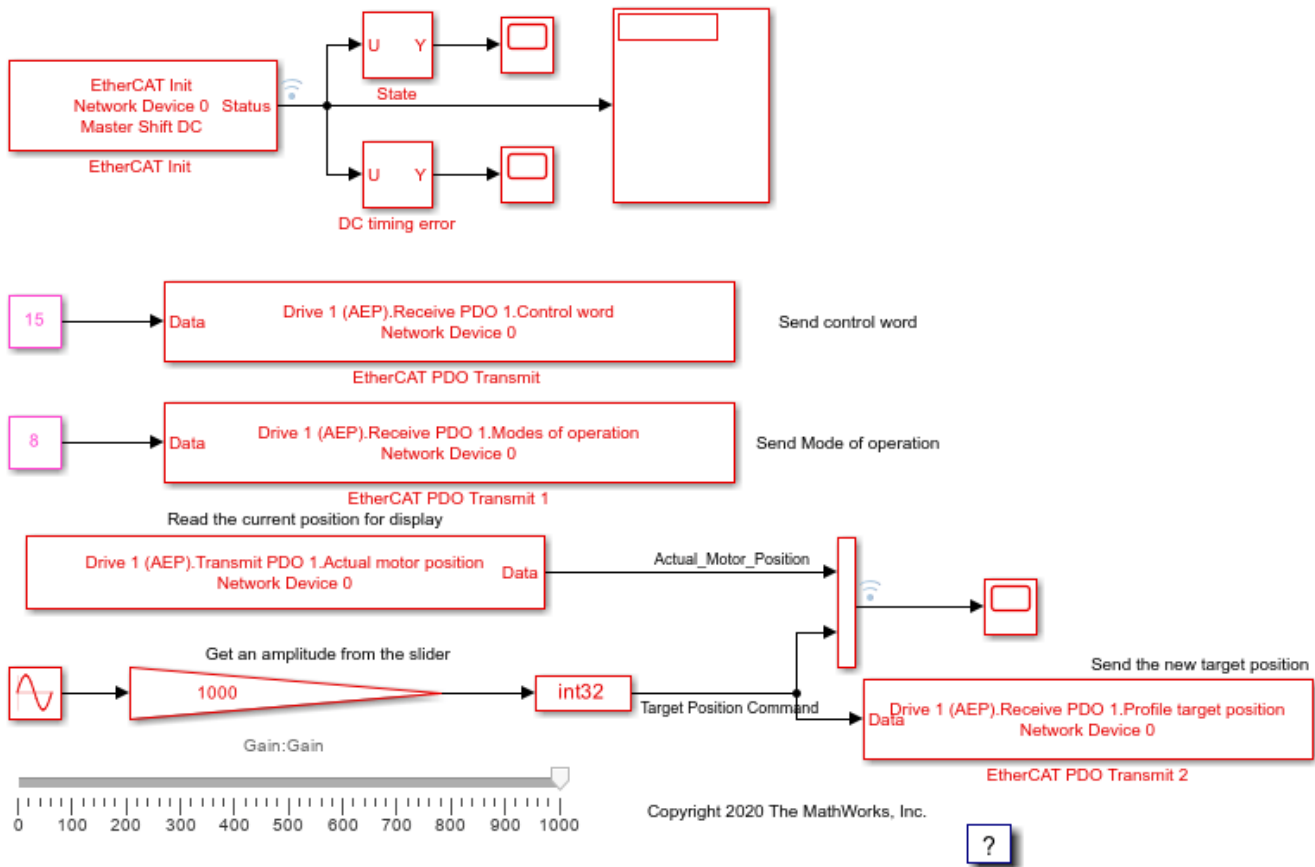 U Y
State
EtherCAT Init
Network Device 0
Master Shift DC
Status
EtherCAT Init
U Y
DC timing error
15
Data
Drive 1 (AEP).Receive PDO 1.Control word
Network Device 0
EtherCAT PDO Transmit
Send control word
8
Data
Drive 1 (AEP).Receive PDO 1.Modes of operation
Network Device 0
EtherCAT PDO Transmit 1
Send Mode of operation
Read the current position for display
Drive 1 (AEP).Transmit PDO 1.Actual motor position
Network Device 0
Data
Actual_Motor_Position
Get an amplitude from the slider
1000
int32
Target Position Command
Send the new target position
Data
Drive 1 (AEP).Receive PDO 1.Profile target position
Network Device 0
EtherCAT PDO Transmit 2
Gain:Gain
0 100 200 300 400 500 600 700 800 900 1000
Copyright 2020 The MathWorks, Inc.
?